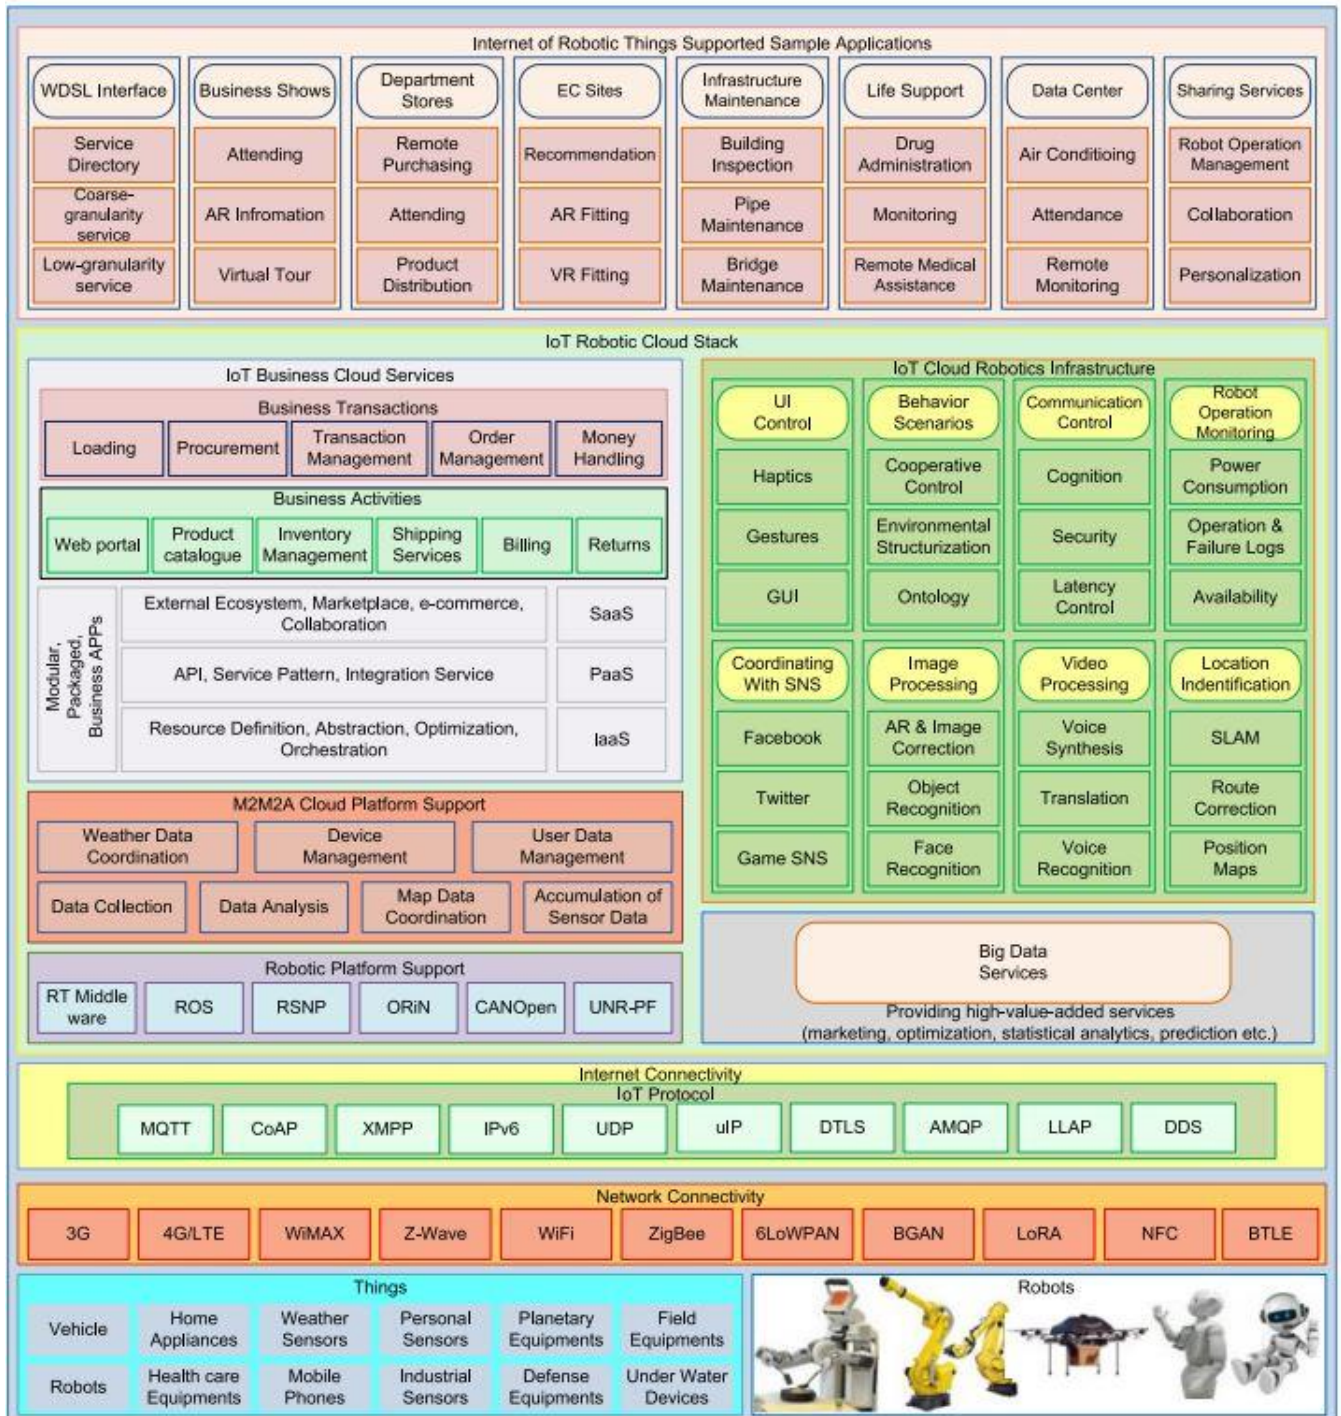 Internet of Robotic Things Supported Sample Applications
WDSL Interface
Service
Directory
Coarse-
granularity
service
Low-granularity
service
Business Shows
Attending
AR Infromation
Virtual Tour
Department
Stores
Remote
Purchasing
Attending
Product
Distribution
EC Sites
Recommendation
AR Fitting
VR Fitting
Infrastructure
Maintenance
Building
Inspection
Pipe
Maintenance
Bridge
Maintenance
Life Support
Drug
Administration
Monitoring
Remote Medical
Assistance
Data Center
Air Conditioing
Attendance
Remote
Monitoring
Sharing Services
Robot Operation
Management
Collaboration
Personalization
IoT Robotic Cloud Stack
IoT Business Cloud Services
Business Transactions
Loading
Procurement
Transaction
Management
Order
Management
Money
Handling
Business Activities
Web portal
Product
catalogue
Inventory
Management
Shipping
Services
Billing
Returns
Modular,
Packaged,
Business APPs
External Ecosystem, Marketplace, e-commerce,
Collaboration
SaaS
API, Service Pattern, Integration Service
PaaS
Resource Definition, Abstraction, Optimization,
Orchestration
IaaS
M2M2A Cloud Platform Support
Weather Data
Coordination
Device
Management
User Data
Management
Data Collection
Data Analysis
Map Data
Coordination
Accumulation of
Sensor Data
Robotic Platform Support
RT Middle
ware
ROS
RSNP
ORiN
CANOpen
UNR-PF
IoT Cloud Robotics Infrastructure
UI
Control
Haptics
Gestures
GUI
Behavior
Scenarios
Cooperative
Control
Environmental
Structurization
Ontology
Communication
Control
Cognition
Security
Latency
Control
Robot
Operation
Monitoring
Power
Consumption
Operation &
Failure Logs
Availability
Coordinating
With SNS
Facebook
Twitter
Game SNS
Image
Processing
AR & Image
Correction
Object
Recognition
Face
Recognition
Video
Processing
Voice
Synthesis
Translation
Voice
Recognition
Location
Indentification
SLAM
Route
Correction
Position
Maps
Big Data
Services
Providing high-value-added services
(marketing, optimization, statistical analytics, prediction etc.)
Internet Connectivity
IoT Protocol
MQTT
CoAP
XMPP
IPv6
UDP
uIP
DTLS
AMQP
LLAP
DDS
Network Connectivity
3G
4G/LTE
WiMAX
Z-Wave
WiFi
ZigBee
6LoWPAN
BGAN
LoRA
NFC
BTLE
Things
Vehicle
Home
Appliances
Weather
Sensors
Personal
Sensors
Planetary
Equipments
Field
Equipments
Robots
Health care
Equipments
Mobile
Phones
Industrial
Sensors
Defense
Equipments
Under Water
Devices
Robots